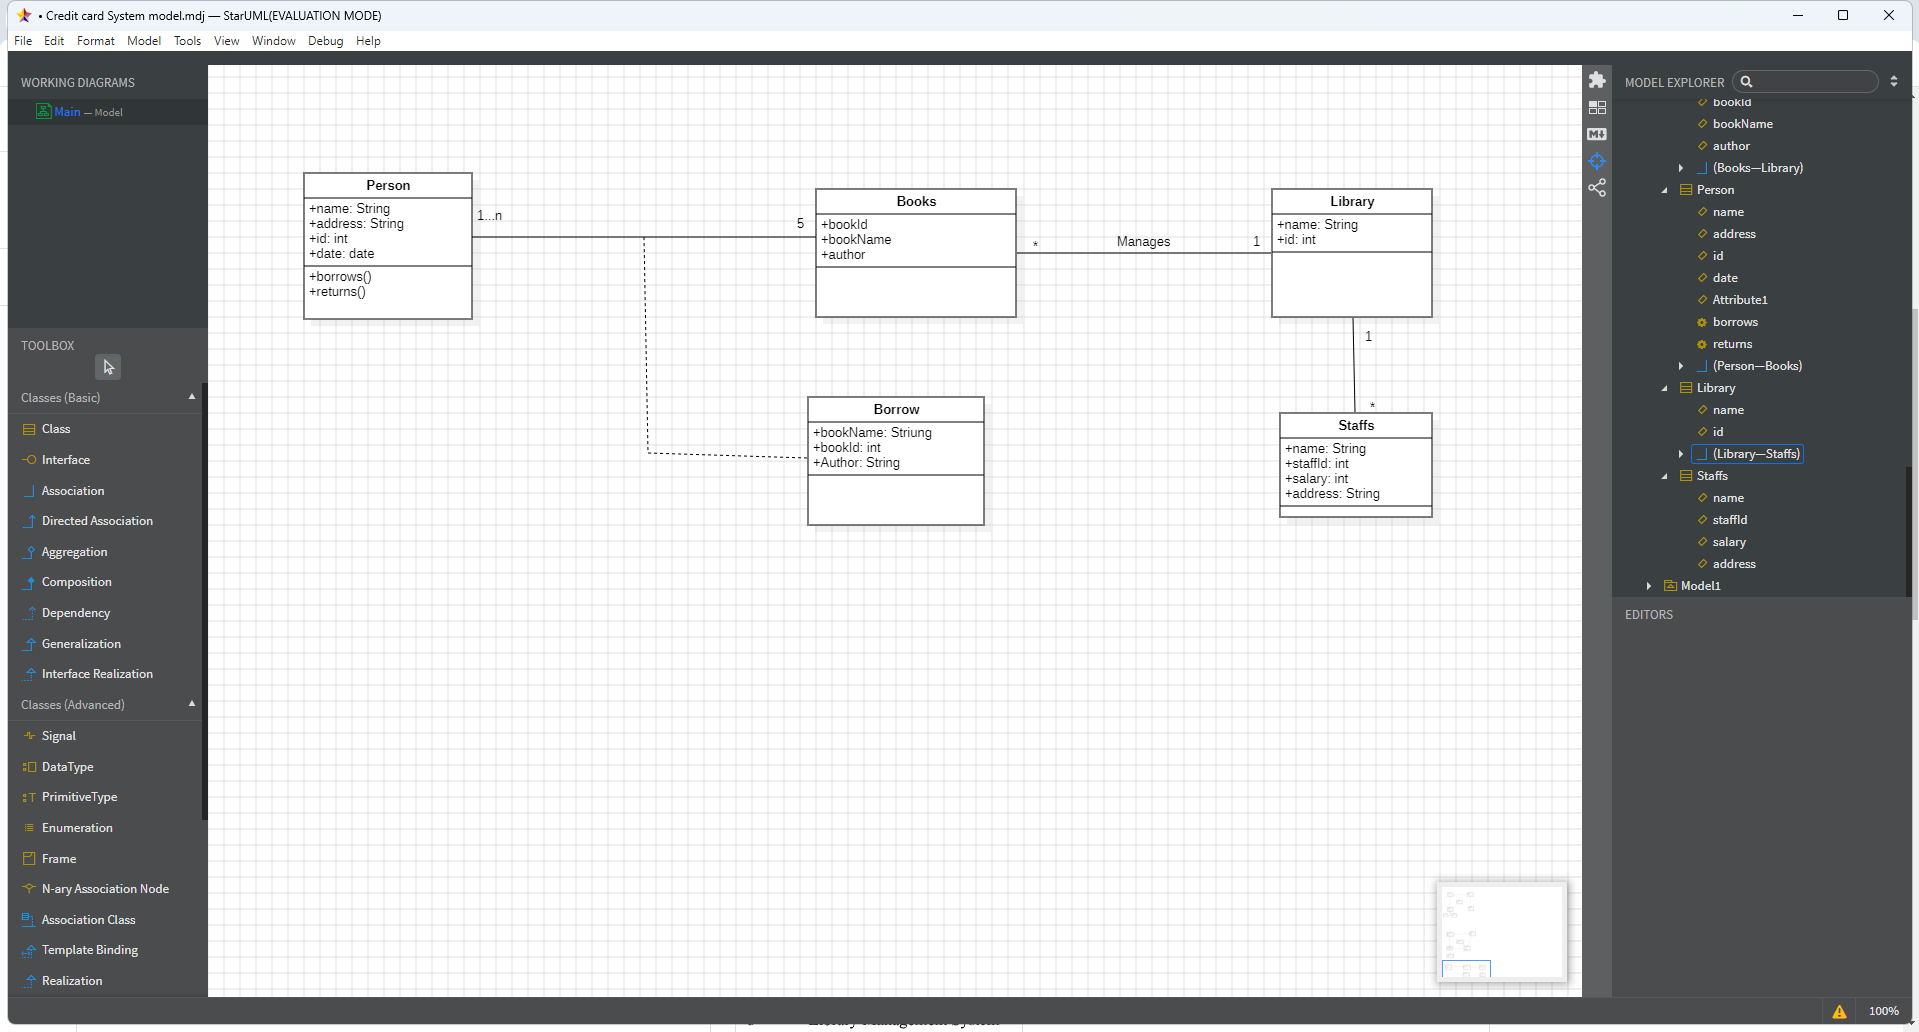 • Credit card System model.mdj — StarUML(EVALUATION MODE)
File Edit Format Model Tools View Window Debug Help
WORKING DIAGRAMS
Main — Model
TOOLBOX
Classes (Basic)
Class
Interface
Association
Directed Association
Aggregation
Composition
Dependency
Generalization
Interface Realization
Classes (Advanced)
Signal
DataType
PrimitiveType
Enumeration
Frame
N-ary Association Node
Association Class
Template Binding
Realization
Person
+name: String
+address: String
+id: int
+date: date
+borrows()
+returns()
1...n
5
Books
+bookId
+bookName
+author
*
Manages
1
Library
+name: String
+id: int
1
*
Borrow
+bookName: Striung
+bookId: int
+Author: String
Staffs
+name: String
+staffId: int
+salary: int
+address: String
MODEL EXPLORER
bookId
bookName
author
(Books—Library)
Person
name
address
id
date
Attribute1
borrows
returns
(Person—Books)
Library
name
id
(Library—Staffs)
Staffs
name
staffId
salary
address
Model1
EDITORS
100%
Library Management System